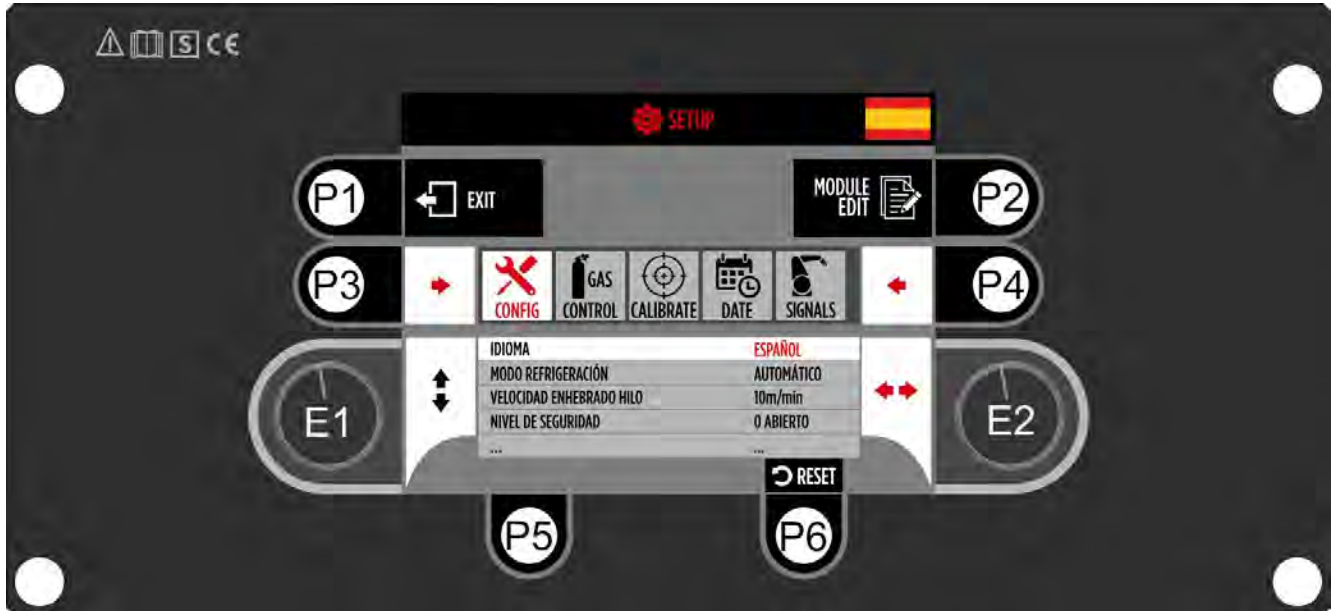 S CE
SETUP
P1
EXIT
MODULE
EDIT
P2
P3
CONFIG
GAS
CONTROL
CALIBRATE
DATE
SIGNALS
P4
IDIOMA ESPAÑOL
MODO REFRIGERACIÓN AUTOMÁTICO
VELOCIDAD ENHEBRADO HILO 10m/min
NIVEL DE SEGURIDAD 0 ABIERTO
... ...
E1
E2
RESET
P5
P6